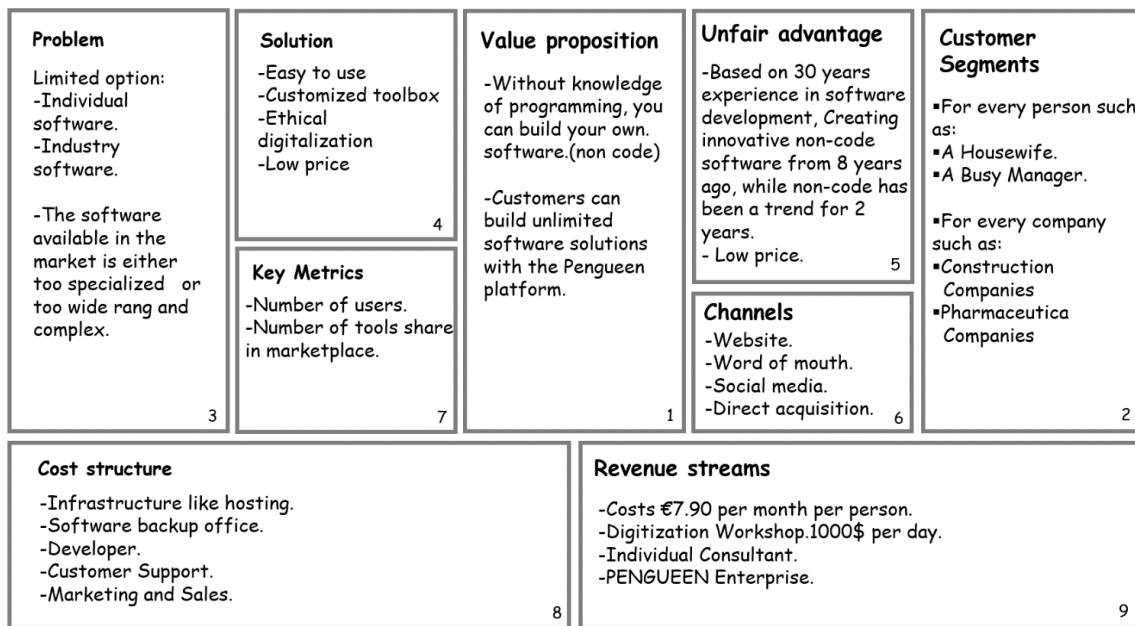 Problem
Limited option:
-Individual
software.
-Industry
software.
-The software
available in the
market is either
too specialized or
too wide rang and
complex.
3
Solution
-Easy to use
-Customized toolbox
-Ethical
digitalization
-Low price
4
Key Metrics
-Number of users.
-Number of tools share
in marketplace.
7
Value proposition
-Without knowledge
of programming, you
can build your own.
software.(non code)
-Customers can
build unlimited
software solutions
with the Pengueen
platform.
1
Unfair advantage
-Based on 30 years
experience in software
development, Creating
innovative non-code
software from 8 years
ago, while non-code has
been a trend for 2
years.
- Low price.
5
Channels
-Website.
-Word of mouth.
-Social media.
-Direct acquisition.
6
Customer
Segments
▪For every person such
as:
▪A Housewife.
▪A Busy Manager.
▪For every company
such as:
▪Construction
Companies
▪Pharmaceutica
Companies
2
Cost structure
-Infrastructure like hosting.
-Software backup office.
-Developer.
-Customer Support.
-Marketing and Sales.
8
Revenue streams
-Costs €7.90 per month per person.
-Digitization Workshop.1000$ per day.
-Individual Consultant.
-PENGUEEN Enterprise.
9